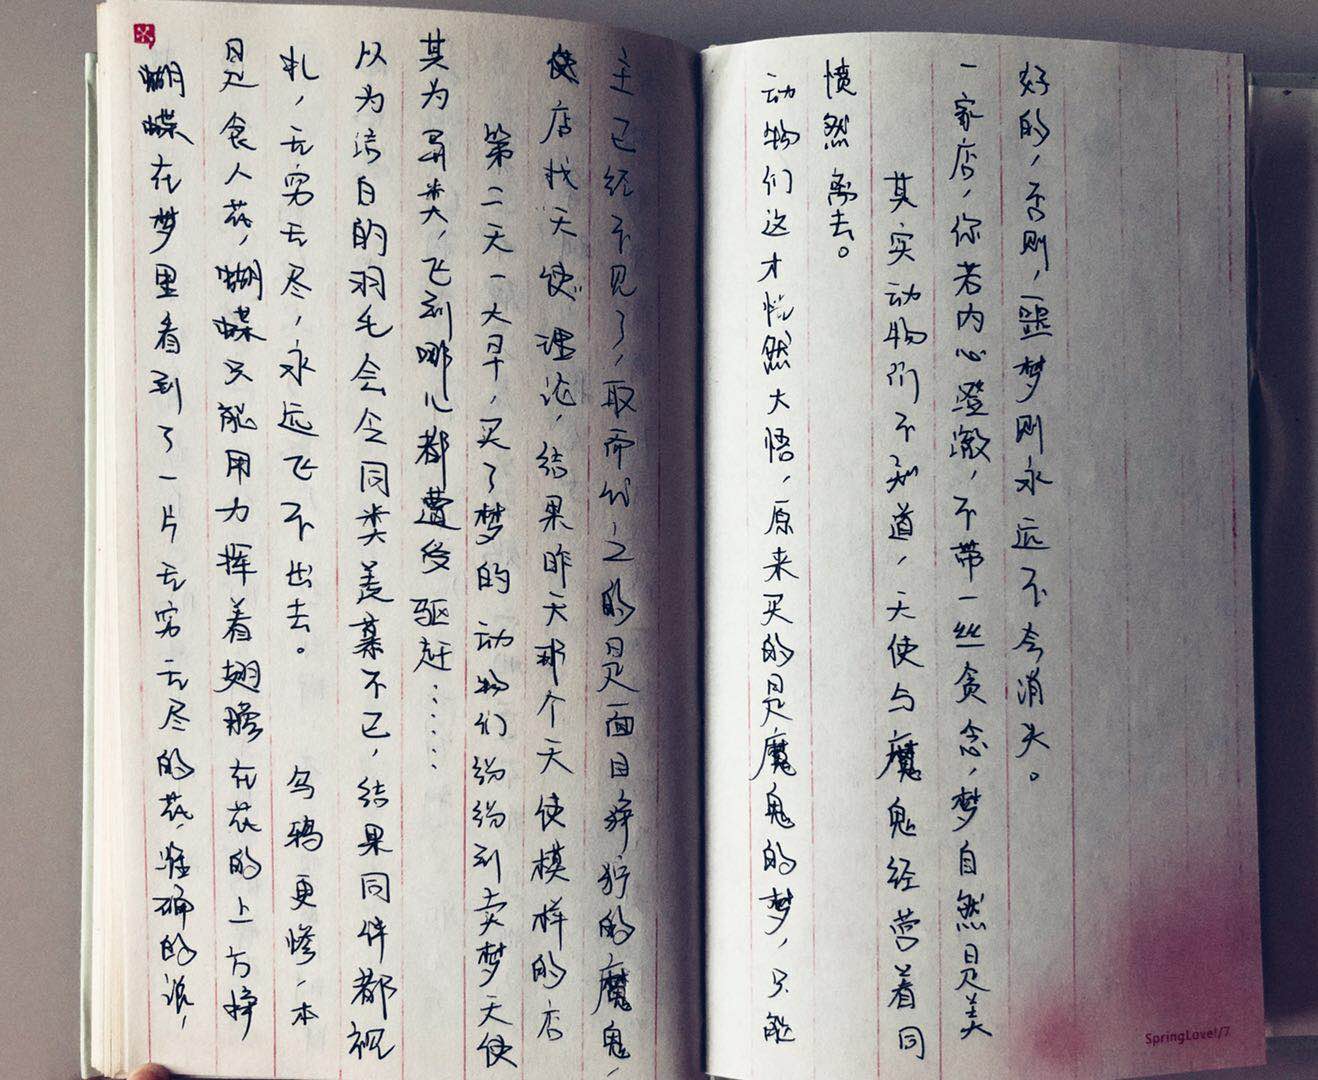 蝴蝶在梦里看到了一片无穷无尽的花，准确的说，
是食人花，蝴蝶只能用力挥着翅膀在花的上方挣
扎，无穷无尽，永远飞不出去。 乌鸦更惨，本
以为洁白的羽毛会令同类羡慕不已，结果同伴都视
其为异类，飞到哪儿都遭受驱赶……
第二天一大早，买了梦的动物们纷纷到卖梦天使
使店找天使理论，结果昨天那个天使模样的店
主已经不见了，取而代之的是面目狰狞的魔鬼，
动物们这才恍然大悟，原来买的是魔鬼的梦，只能
愤然离去。
其实动物们不知道，天使与魔鬼经营着同
一家店，你若内心澄澈，不带一丝贪念，梦自然是美
好的，否则，噩梦则永远不会消失。
SpringLove!/7